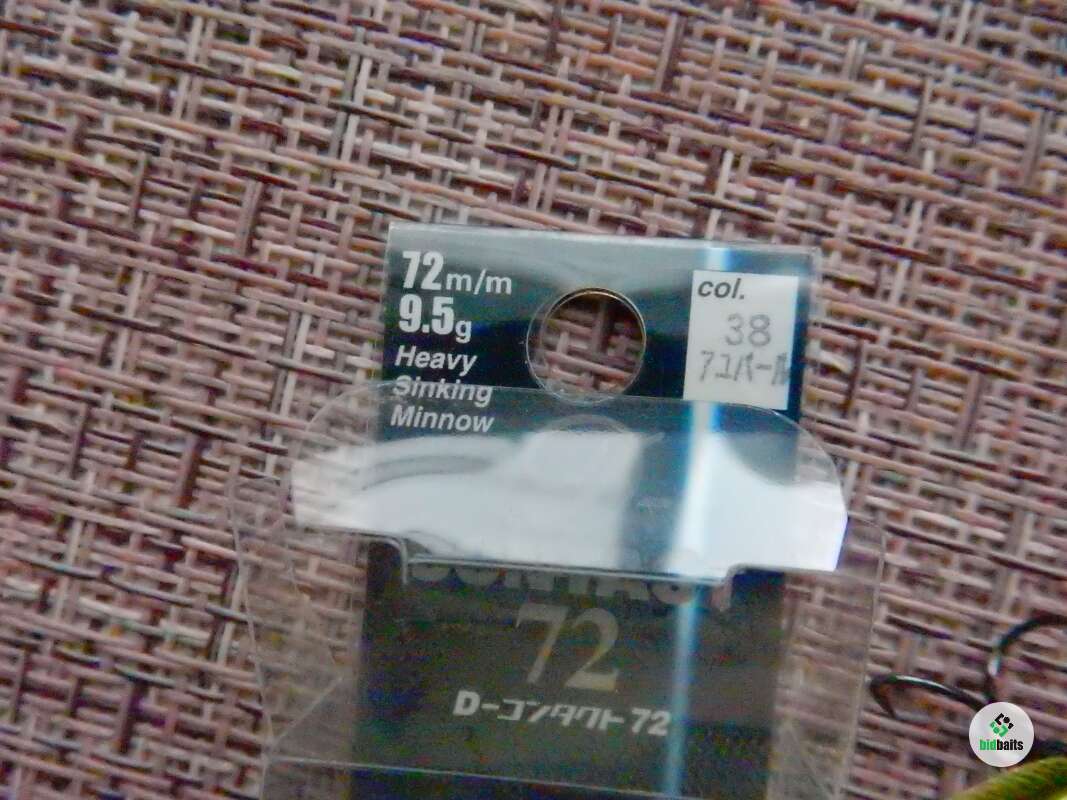 72m/m
9.5g
Heavy
Sinking
Minnow
col.
38
アユパール
72
D-コンタクト72
bidbaits